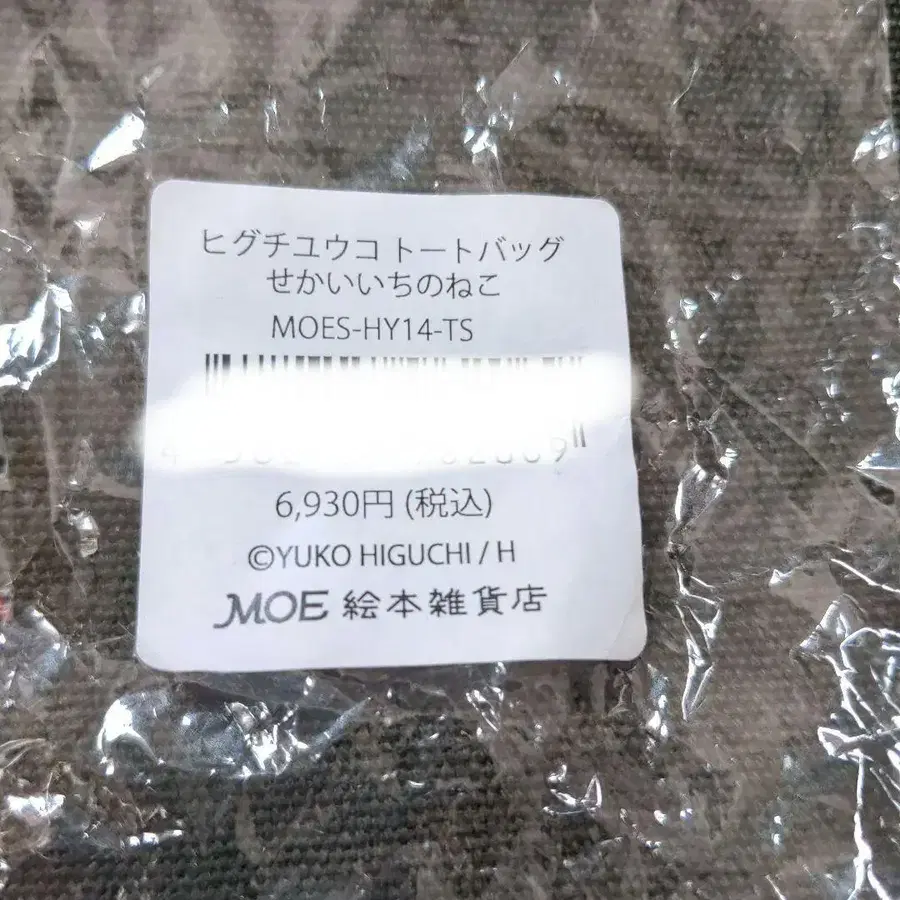 ヒグチユウコ トートバッグ
せかいいちのねこ
MOES-HY14-TS
6,930円 (税込)
©YUKO HIGUCHI / H
MOE 絵本雑貨店